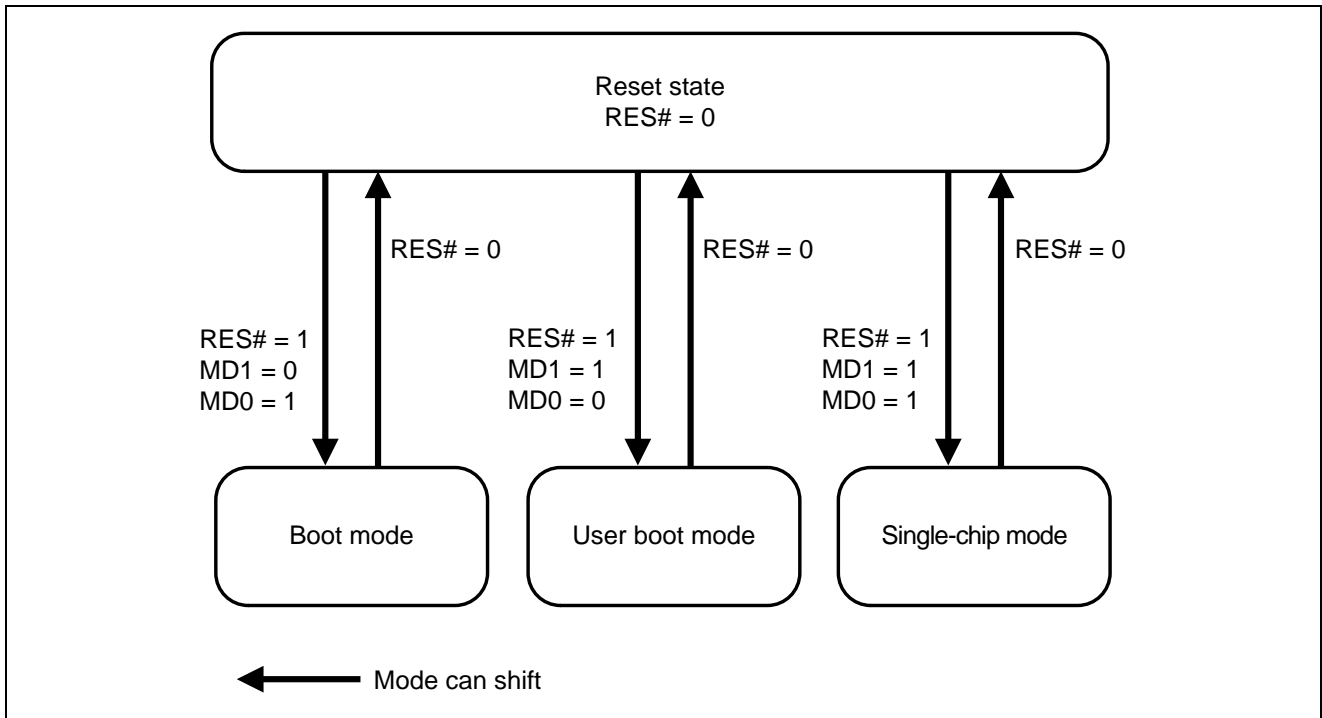 Reset state
RES# = 0
RES# = 0
RES# = 0
RES# = 0
RES# = 1
MD1 = 0
MD0 = 1
RES# = 1
MD1 = 1
MD0 = 0
RES# = 1
MD1 = 1
MD0 = 1
Boot mode
User boot mode
Single-chip mode
Mode can shift